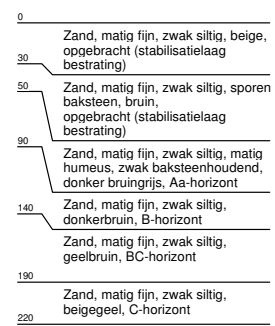 0
Zand, matig fijn, zwak siltig, beige,
opgebracht (stabilisatielaag
bestrating)
30
Zand, matig fijn, zwak siltig, sporen
baksteen, bruin,
opgebracht (stabilisatielaag
bestrating)
50
Zand, matig fijn, zwak siltig, matig
humeus, zwak baksteenhoudend,
donker bruingrijs, Aa-horizont
90
Zand, matig fijn, zwak siltig,
donkerbruin, B-horizont
140
Zand, matig fijn, zwak siltig,
geelbruin, BC-horizont
190
Zand, matig fijn, zwak siltig,
beigegeel, C-horizont
220